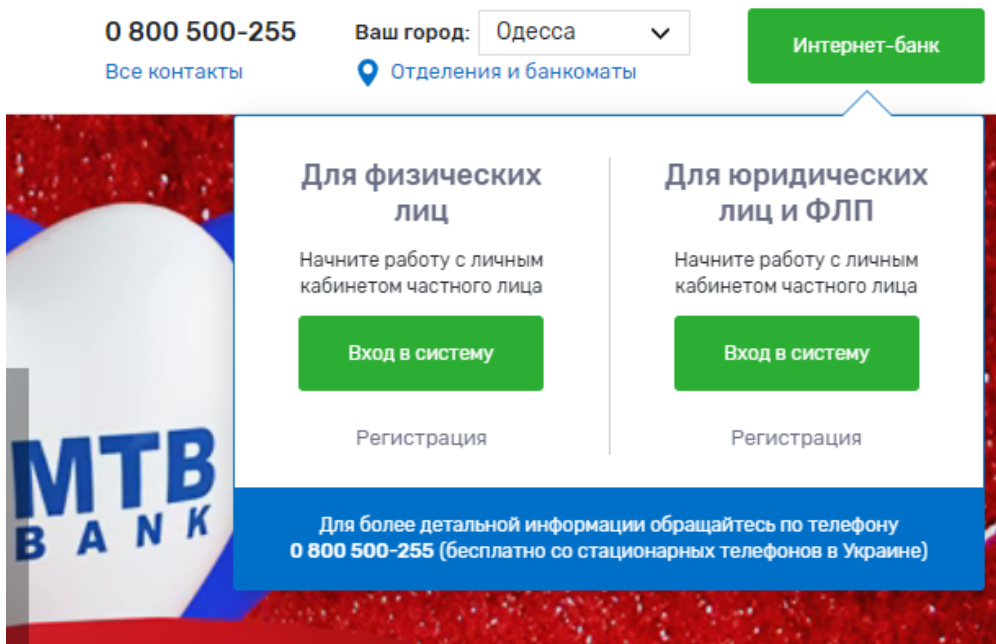 0 800 500-255
Ваш город: Одесса
Интернет-банк
Все контакты
Отделения и банкоматы
Для физических
лиц
Начните работу с личным
кабинетом частного лица
Вход в систему
Регистрация
Для юридических
лиц и ФЛП
Начните работу с личным
кабинетом частного лица
Вход в систему
Регистрация
Для более детальной информации обращайтесь по телефону
0 800 500-255 (бесплатно со стационарных телефонов в Украине)
MTB
BANK